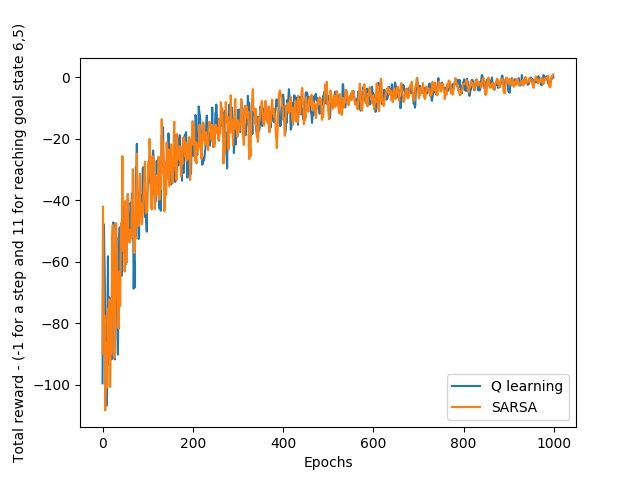 Total reward - (-1 for a step and 11 for reaching goal state 6,5)
0
−20
−40
−60
−80
−100
0 200 400 600 800 1000
Epochs
Q learning
SARSA